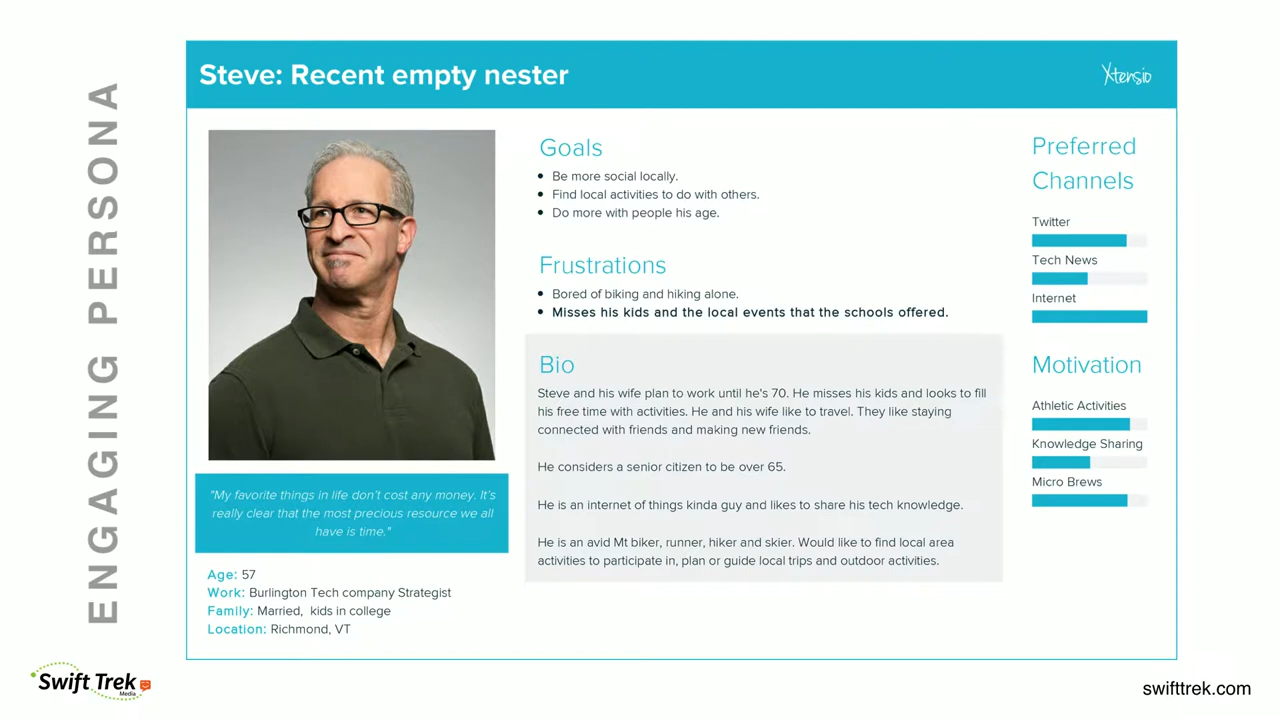 ENGAGING PERSONA
Steve: Recent empty nester
Xtensio
"My favorite things in life don't cost any money. It's
really clear that the most precious resource we all
have is time."
Age: 57
Work: Burlington Tech company Strategist
Family: Married, kids in college
Location: Richmond, VT
Goals
Be more social locally.
Find local activities to do with others.
Do more with people his age.
Frustrations
Bored of biking and hiking alone.
Misses his kids and the local events that the schools offered.
Bio
Steve and his wife plan to work until he's 70. He misses his kids and looks to fill
his free time with activities. He and his wife like to travel. They like staying
connected with friends and making new friends.
He considers a senior citizen to be over 65.
He is an internet of things kinda guy and likes to share his tech knowledge.
He is an avid Mt biker, runner, hiker and skier. Would like to find local area
activities to participate in, plan or guide local trips and outdoor activities.
Preferred
Channels
Twitter
Tech News
Internet
Motivation
Athletic Activities
Knowledge Sharing
Micro Brews
Swift Trek
Media
swifttrek.com